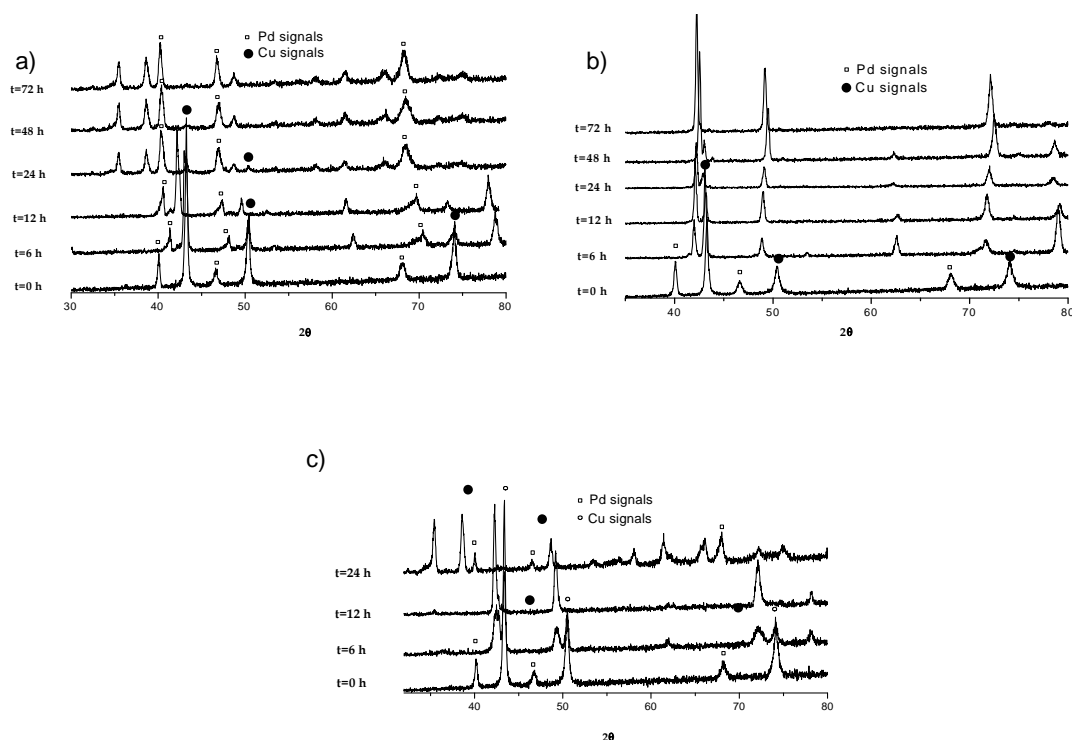 a)
□ Pd signals
● Cu signals
t=72 h
t=48 h
t=24 h
t=12 h
t=6 h
t=0 h
30 40 50 60 70 80
2θ
b)
□ Pd signals
● Cu signals
t=72 h
t=48 h
t=24 h
t=12 h
t=6 h
t=0 h
40 50 60 70 80
2θ
c)
□ Pd signals
○ Cu signals
t=24 h
t=12 h
t=6 h
t=0 h
40 50 60 70 80
2θ